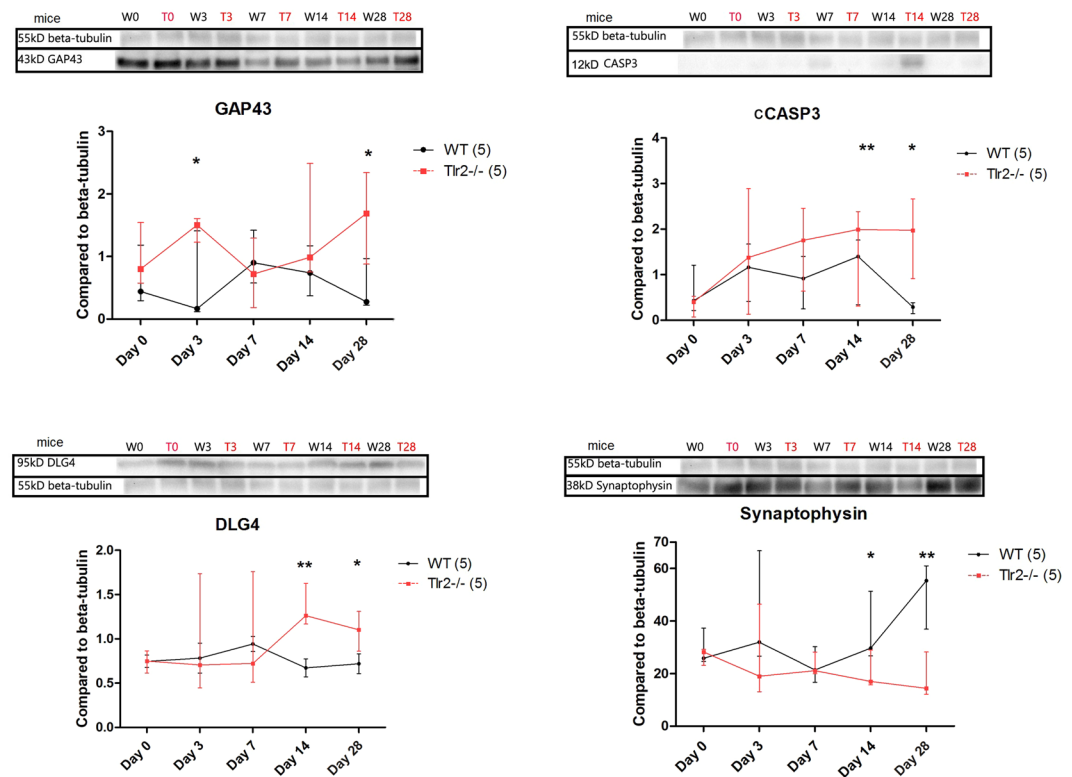 mice W0 T0 W3 T3 W7 T7 W14 T14 W28 T28
55kD beta-tubulin
43kD GAP43
GAP43
Compared to beta-tubulin
3
2
1
0
* *
WT (5)
Tlr2-/- (5)
Day 0 Day 3 Day 7 Day 14 Day 28
mice W0 T0 W3 T3 W7 T7 W14 T14 W28 T28
55kD beta-tubulin
12kD CASP3
cCASP3
Compared to beta-tubulin
4
3
2
1
0
** *
WT (5)
Tlr2-/- (5)
Day 0 Day 3 Day 7 Day 14 Day 28
mice W0 T0 W3 T3 W7 T7 W14 T14 W28 T28
95kD DLG4
55kD beta-tubulin
DLG4
Compared to beta-tubulin
2.0
1.5
1.0
0.5
0.0
** *
WT (5)
Tlr2-/- (5)
Day 0 Day 3 Day 7 Day 14 Day 28
mice W0 T0 W3 T3 W7 T7 W14 T14 W28 T28
55kD beta-tubulin
38kD Synaptophysin
Synaptophysin
Compared to beta-tubulin
70
60
40
20
0
* **
WT (5)
Tlr2-/- (5)
Day 0 Day 3 Day 7 Day 14 Day 28